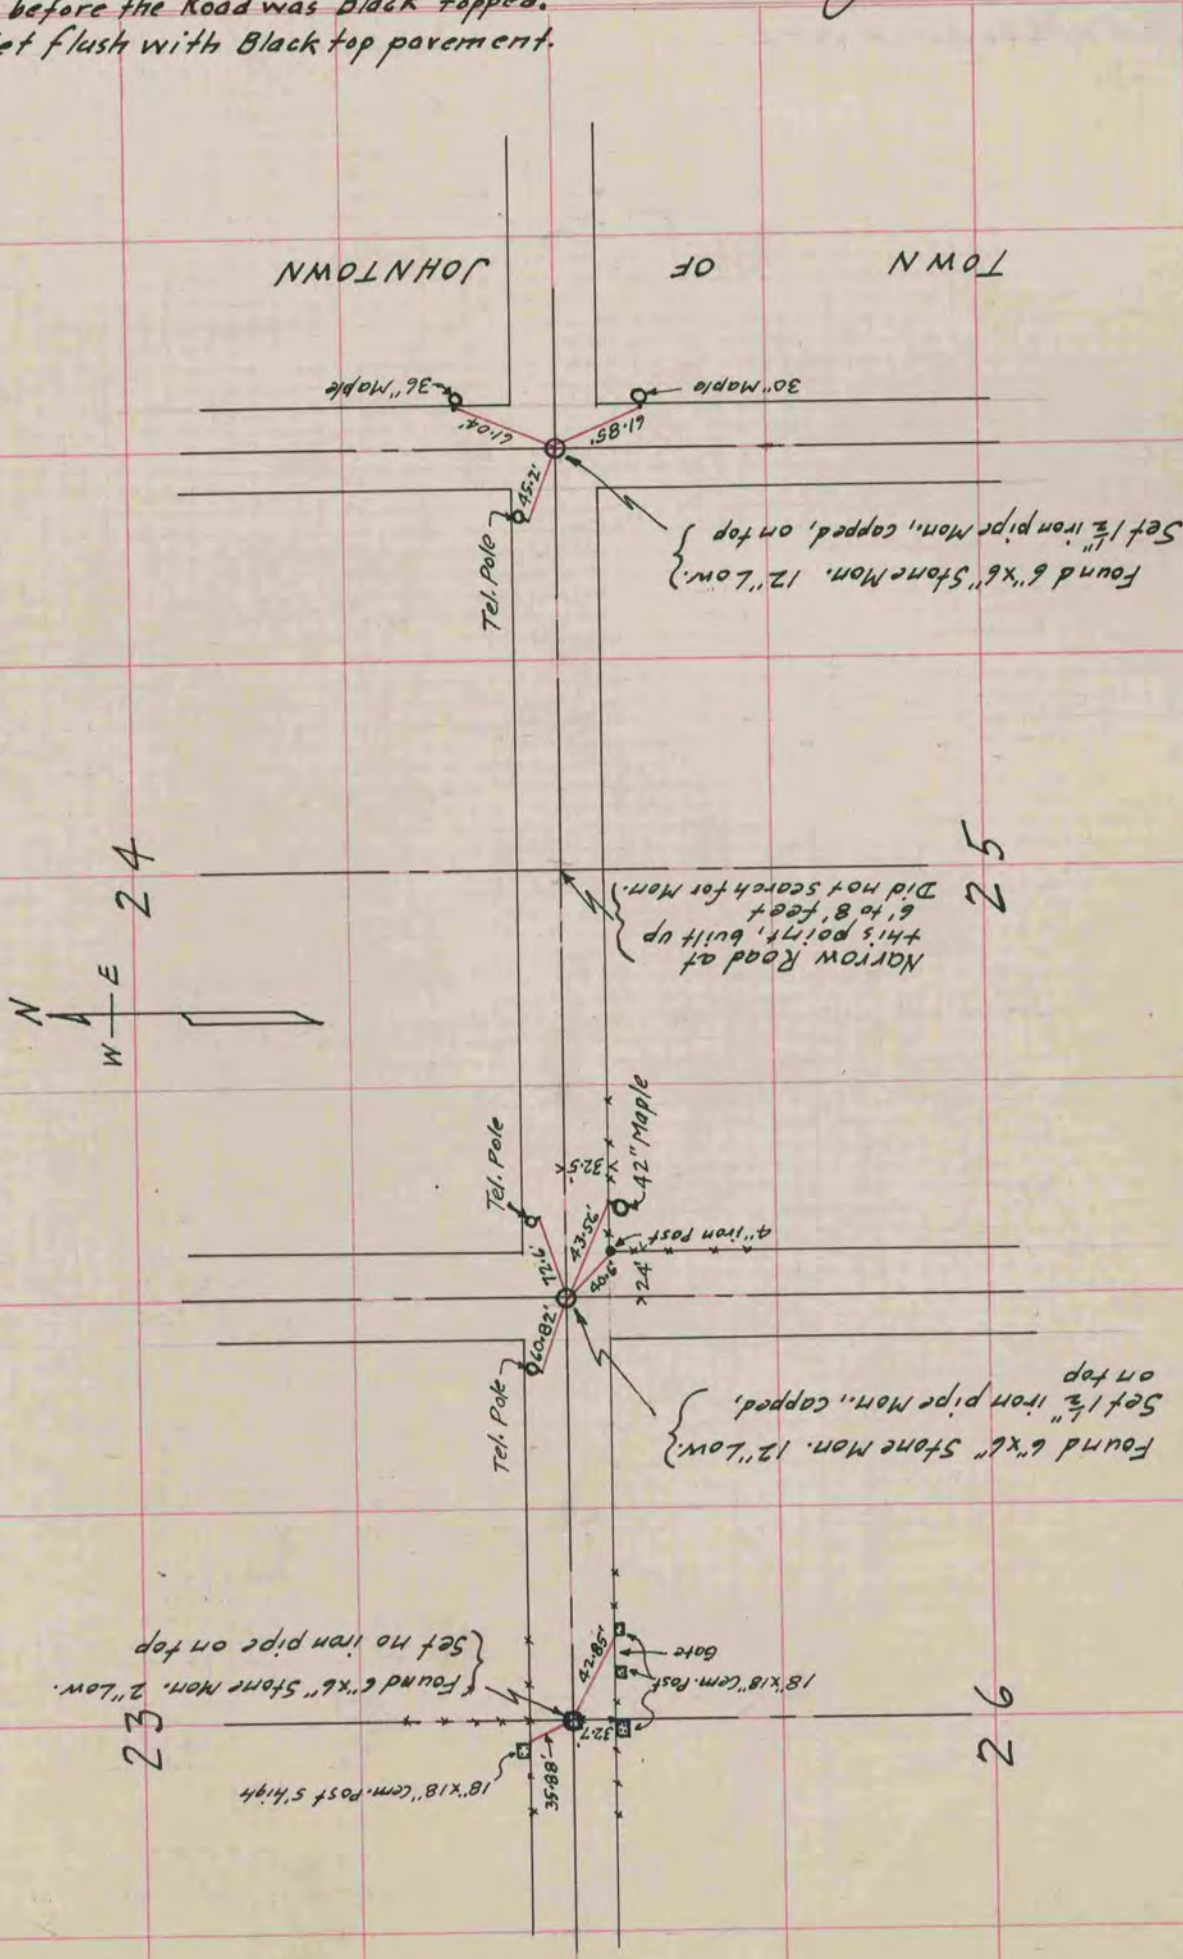 before the Road was Black topped.
et flush with Black top pavement.
TOWN OF JOHNTOWN
36" Maple
30" Maple
61.04'
61.85'
45.2'
Tel. Pole
Found 6"x6" Stone Mon. 12" Low.
Set 1½" iron pipe Mon., capped, on top
24
25
Narrow Road at
this point, built up
6' to 8' feet
Did not search for Mon.
N
W E
Tel. Pole
42" Maple
32.5'
43.56'
4" iron Post
40.6'
24'
72.6'
60.82'
Tel. Pole
Found 6"x6" Stone Mon. 12" Low.
Set 1½" iron pipe Mon., capped,
on top
23
Found 6"x6" Stone Mon. 2" Low.
Set no iron pipe on top
42.85'
Gate
18"x18" Cem. Post
32.7'
35.88'
18"x18" Cem. Post 5' high
26